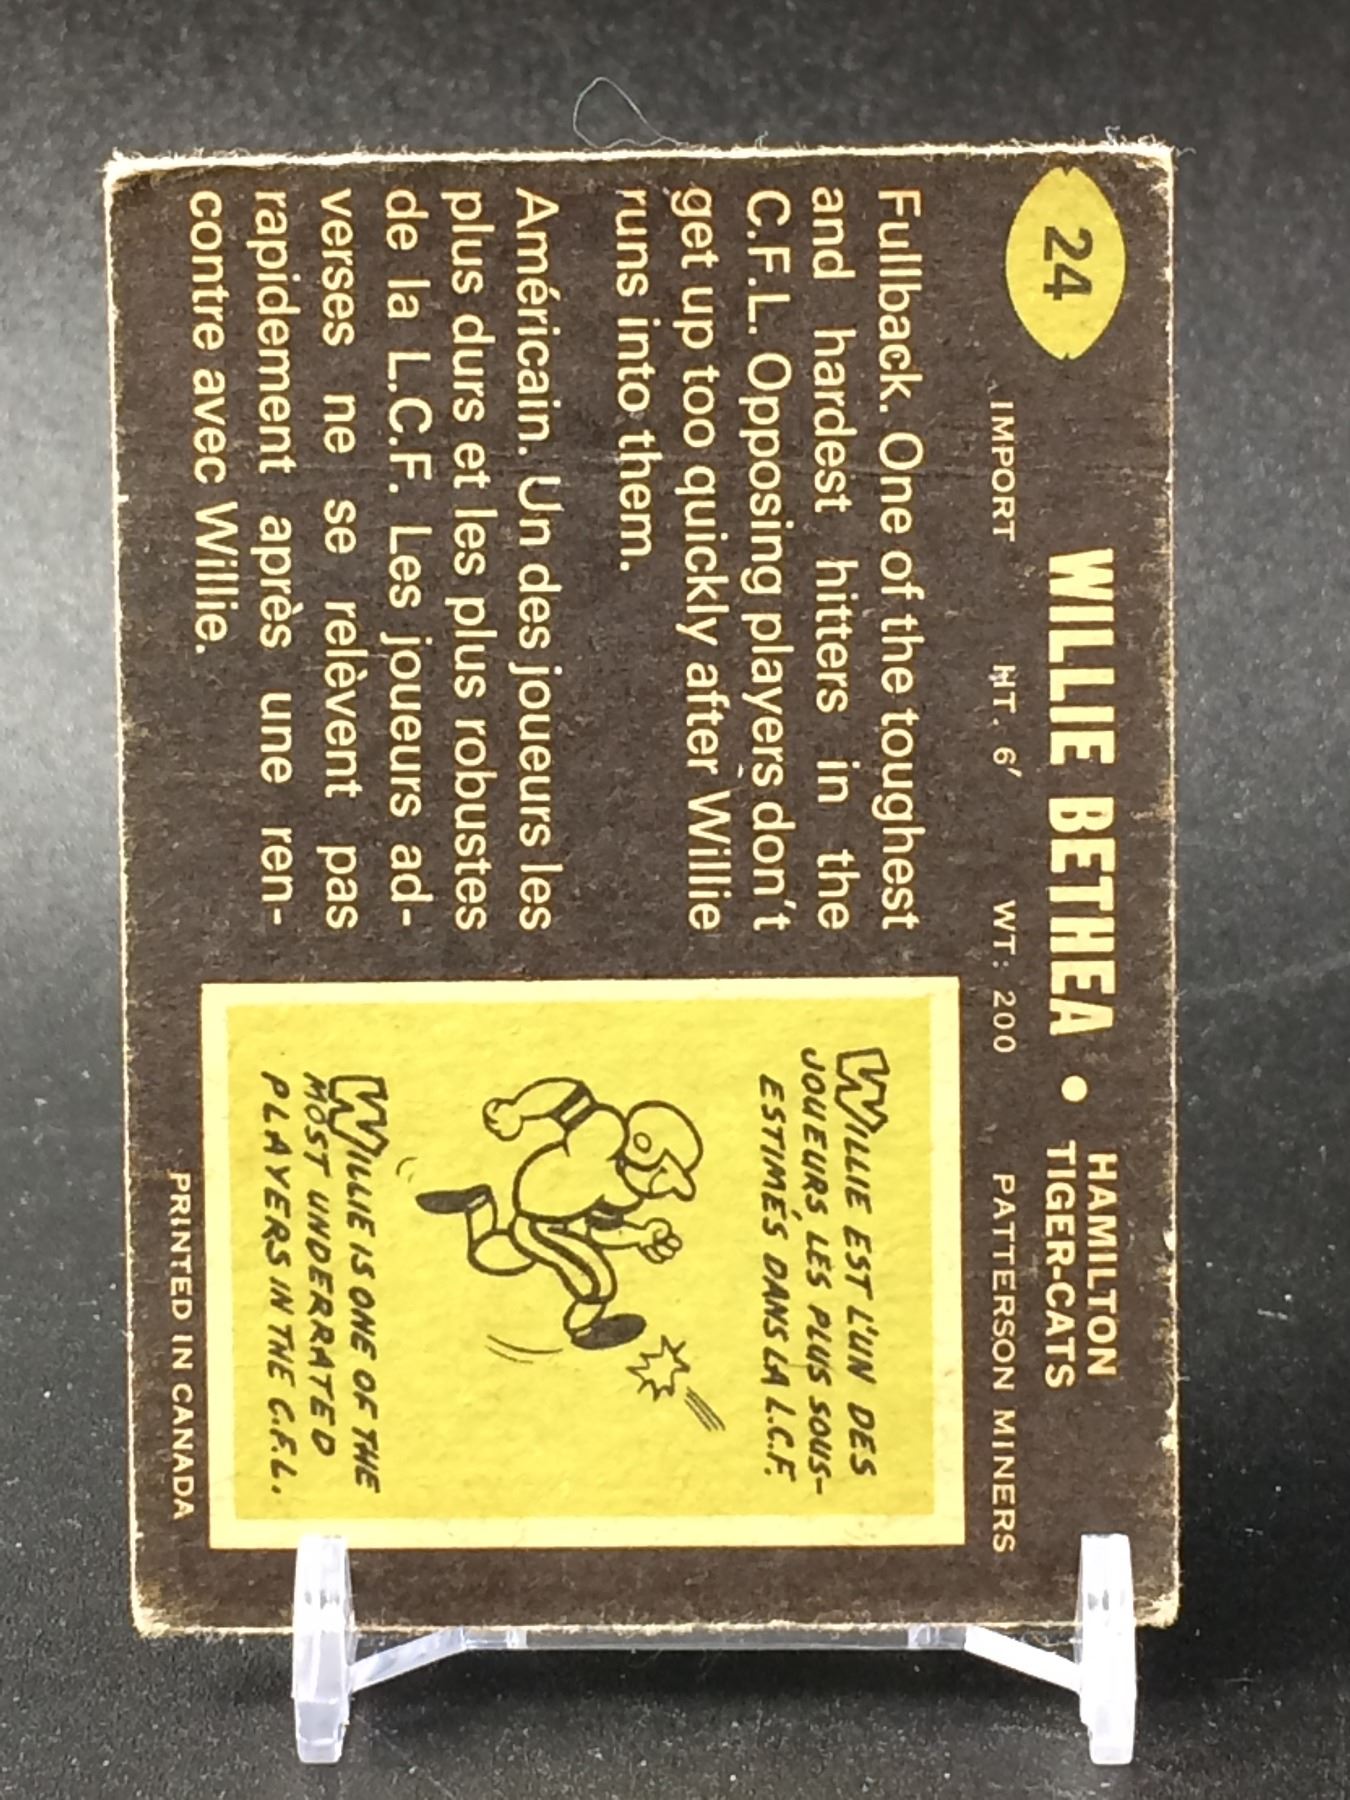 24
WILLIE BETHEA • HAMILTON
TIGER-CATS
IMPORT HT. 6' WT: 200 PATTERSON MINERS
Fullback. One of the toughest
and hardest hitters in the
C.F.L. Opposing players don't
get up too quickly after Willie
runs into them.
Américain. Un des joueurs les
plus durs et les plus robustes
de la L.C.F. Les joueurs ad-
verses ne se relèvent pas
rapidement après une ren-
contre avec Willie.
WILLIE EST L'UN DES
JOUEURS LES PLUS SOUS-
ESTIMÉS DANS LA L.C.F.
WILLIE IS ONE OF THE
MOST UNDERRATED
PLAYERS IN THE C.F.L.
PRINTED IN CANADA